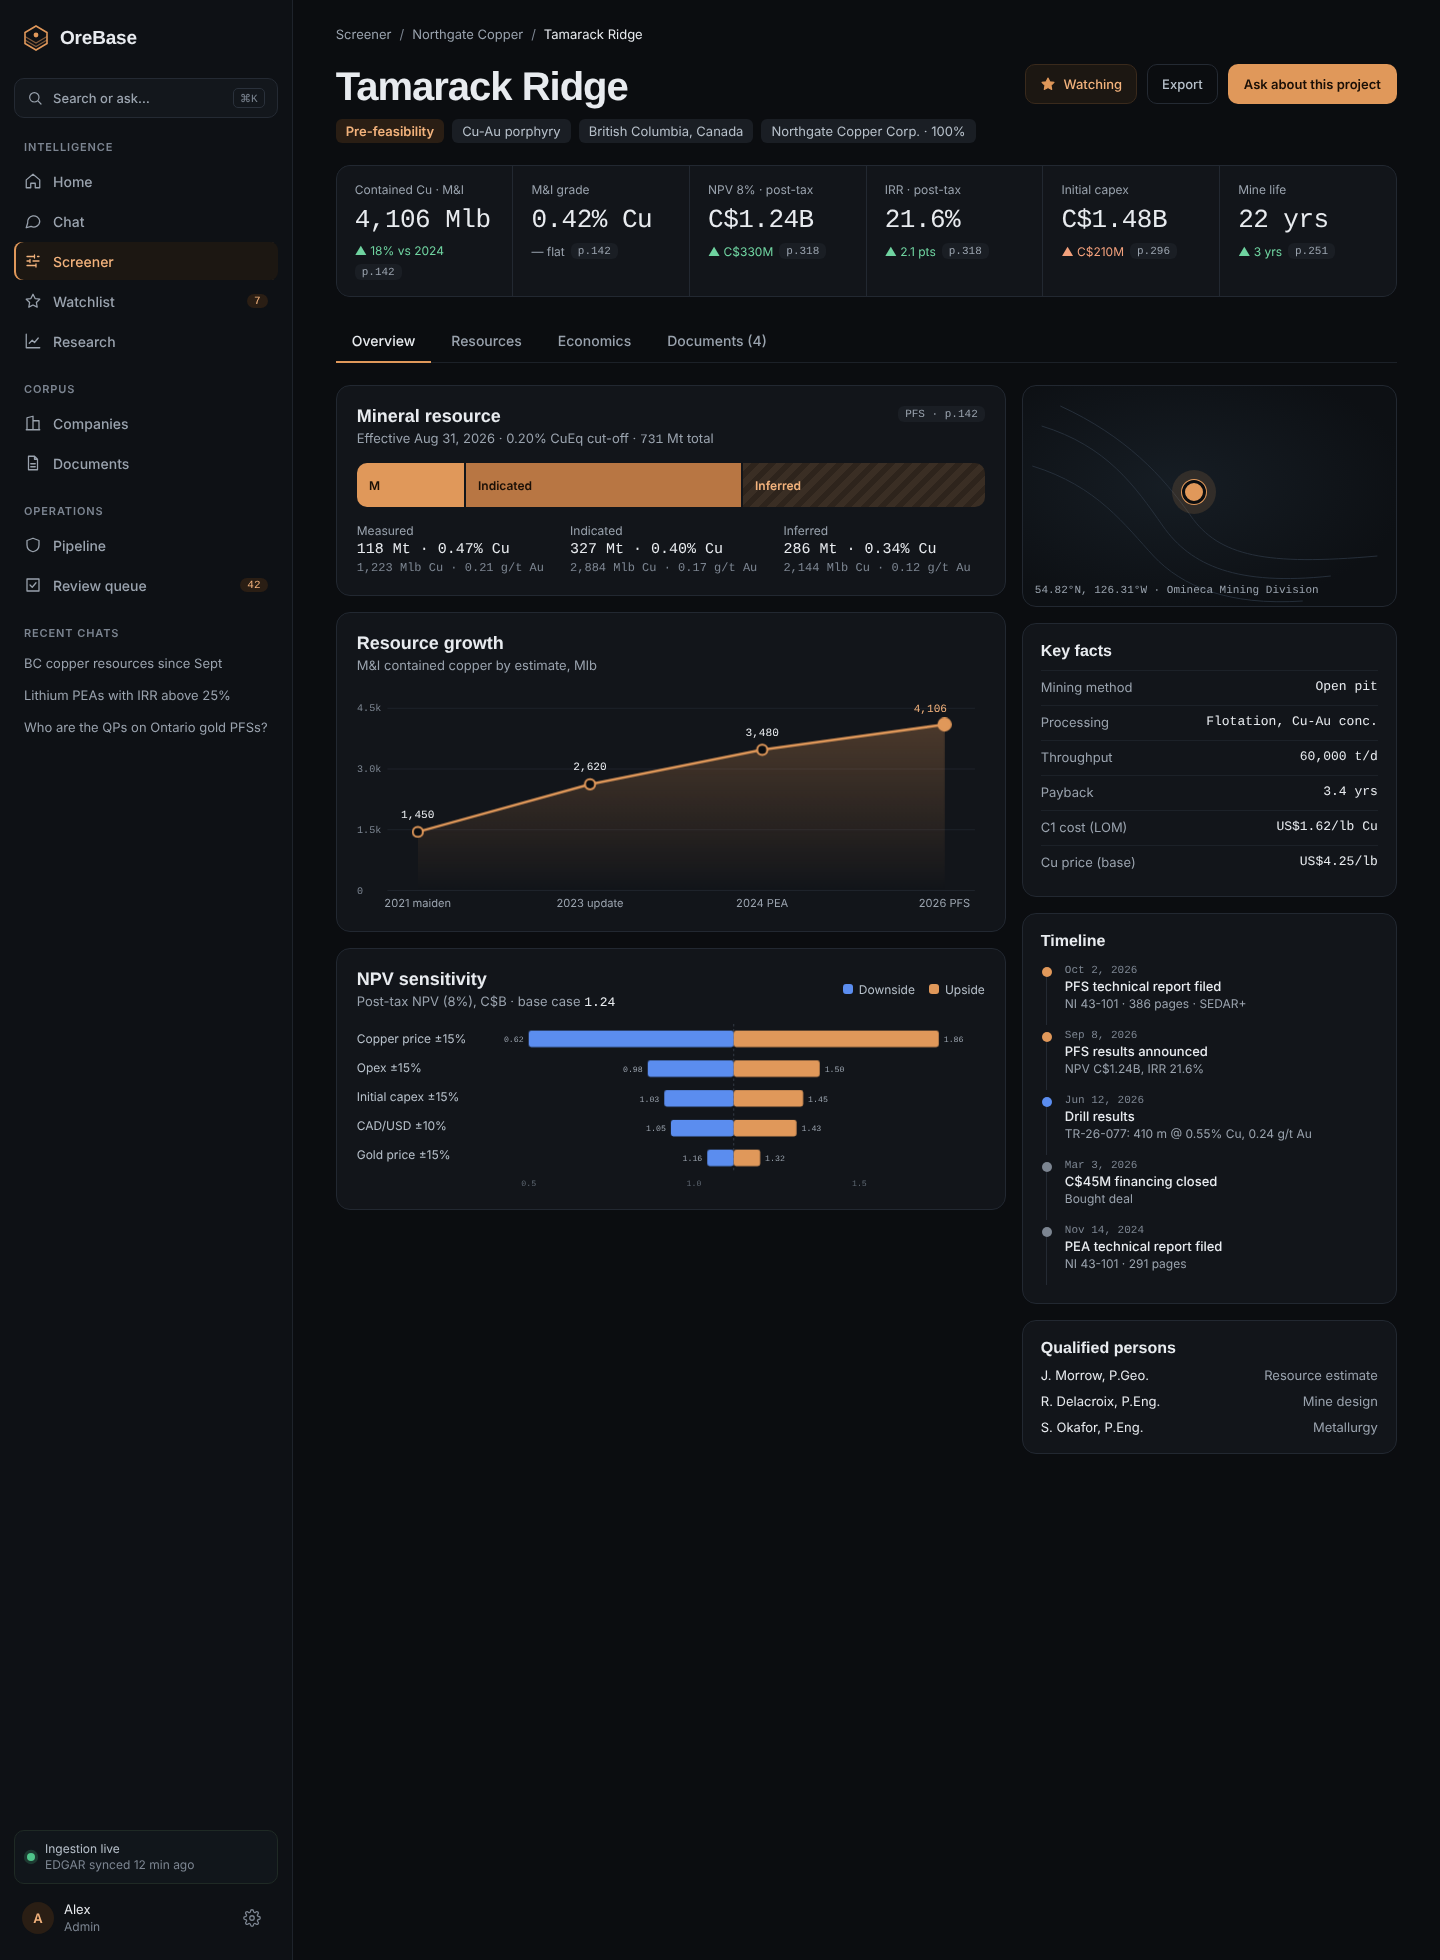 OreBase
Search or ask...
⌘K
INTELLIGENCE
Home
Chat
Screener
Watchlist
7
Research
CORPUS
Companies
Documents
OPERATIONS
Pipeline
Review queue
42
RECENT CHATS
BC copper resources since Sept
Lithium PEAs with IRR above 25%
Who are the QPs on Ontario gold PFSs?
Ingestion live
EDGAR synced 12 min ago
A
Alex
Admin
Screener / Northgate Copper / Tamarack Ridge
Tamarack Ridge
Watching
Export
Ask about this project
Pre-feasibility
Cu-Au porphyry
British Columbia, Canada
Northgate Copper Corp. · 100%
Contained Cu · M&I
4,106 Mlb
▲ 18% vs 2024
p.142
M&I grade
0.42% Cu
— flat p.142
NPV 8% · post-tax
C$1.24B
▲ C$330M p.318
IRR · post-tax
21.6%
▲ 2.1 pts p.318
Initial capex
C$1.48B
▲ C$210M p.296
Mine life
22 yrs
▲ 3 yrs p.251
Overview
Resources
Economics
Documents (4)
Mineral resource
PFS · p.142
Effective Aug 31, 2026 · 0.20% CuEq cut-off · 731 Mt total
M
Indicated
Inferred
Measured
118 Mt · 0.47% Cu
1,223 Mlb Cu · 0.21 g/t Au
Indicated
327 Mt · 0.40% Cu
2,884 Mlb Cu · 0.17 g/t Au
Inferred
286 Mt · 0.34% Cu
2,144 Mlb Cu · 0.12 g/t Au
Resource growth
M&I contained copper by estimate, Mlb
4.5k
3.0k
1.5k
0
1,450
2,620
3,480
4,106
2021 maiden
2023 update
2024 PEA
2026 PFS
NPV sensitivity
Post-tax NPV (8%), C$B · base case 1.24
Downside
Upside
Copper price ±15%
0.62
1.86
Opex ±15%
0.98
1.50
Initial capex ±15%
1.03
1.45
CAD/USD ±10%
1.05
1.43
Gold price ±15%
1.16
1.32
0.5
1.0
1.5
54.82°N, 126.31°W · Omineca Mining Division
Key facts
Mining method
Open pit
Processing
Flotation, Cu-Au conc.
Throughput
60,000 t/d
Payback
3.4 yrs
C1 cost (LOM)
US$1.62/lb Cu
Cu price (base)
US$4.25/lb
Timeline
Oct 2, 2026
PFS technical report filed
NI 43-101 · 386 pages · SEDAR+
Sep 8, 2026
PFS results announced
NPV C$1.24B, IRR 21.6%
Jun 12, 2026
Drill results
TR-26-077: 410 m @ 0.55% Cu, 0.24 g/t Au
Mar 3, 2026
C$45M financing closed
Bought deal
Nov 14, 2024
PEA technical report filed
NI 43-101 · 291 pages
Qualified persons
J. Morrow, P.Geo.
Resource estimate
R. Delacroix, P.Eng.
Mine design
S. Okafor, P.Eng.
Metallurgy